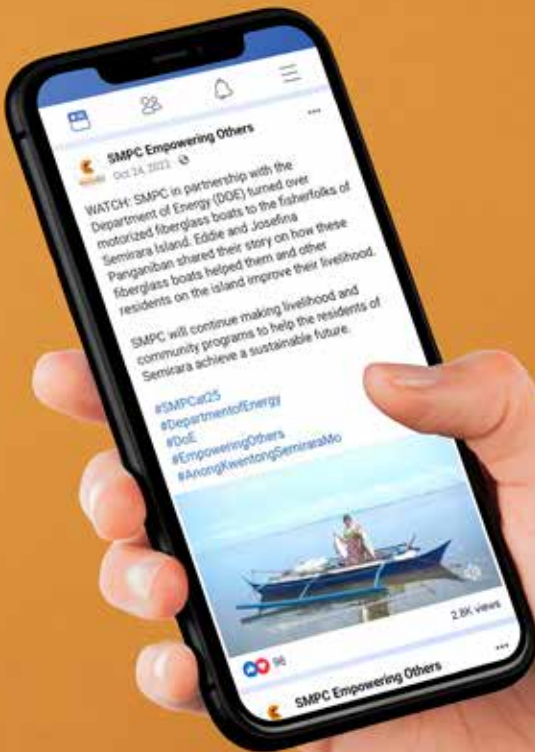 SMPC Empowering Others
Oct 24, 2022
WATCH: SMPC in partnership with the
Department of Energy (DOE) turned over
motorized fiberglass boats to the fisherfolks of
Semirara Island. Eddie and Josefina
Panganiban shared their story on how these
fiberglass boats helped them and other
residents on the island improve their livelihood.
SMPC will continue making livelihood and
community programs to help the residents of
Semirara achieve a sustainable future.
#SMPCat25
#DepartmentofEnergy
#DoE
#EmpoweringOthers
#AnongKwentongSemiraraMo
98
2.8K views
SMPC Empowering Others